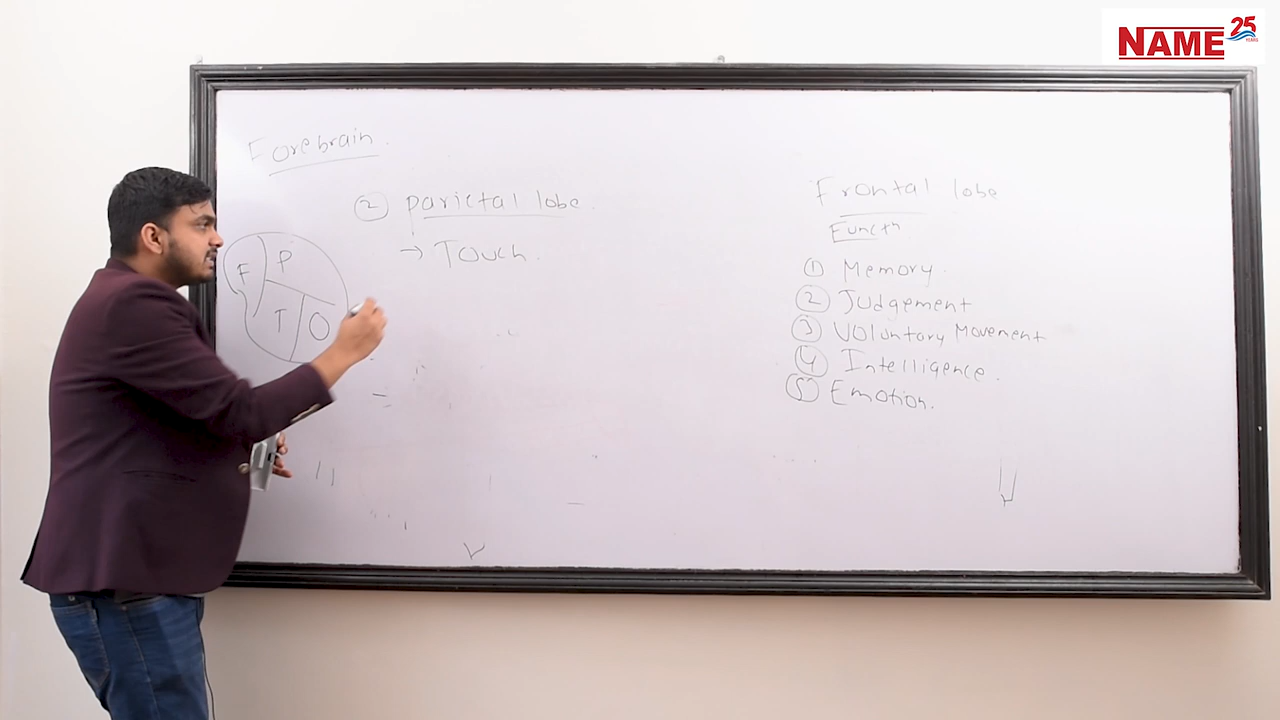 NAME 25 YEARS
Forebrain
② parietal lobe
→ Touch.
F P
T O
Frontal lobe
Functn
① Memory.
② Judgement
③ Voluntary Movement
④ Intelligence.
⑤ Emotion.